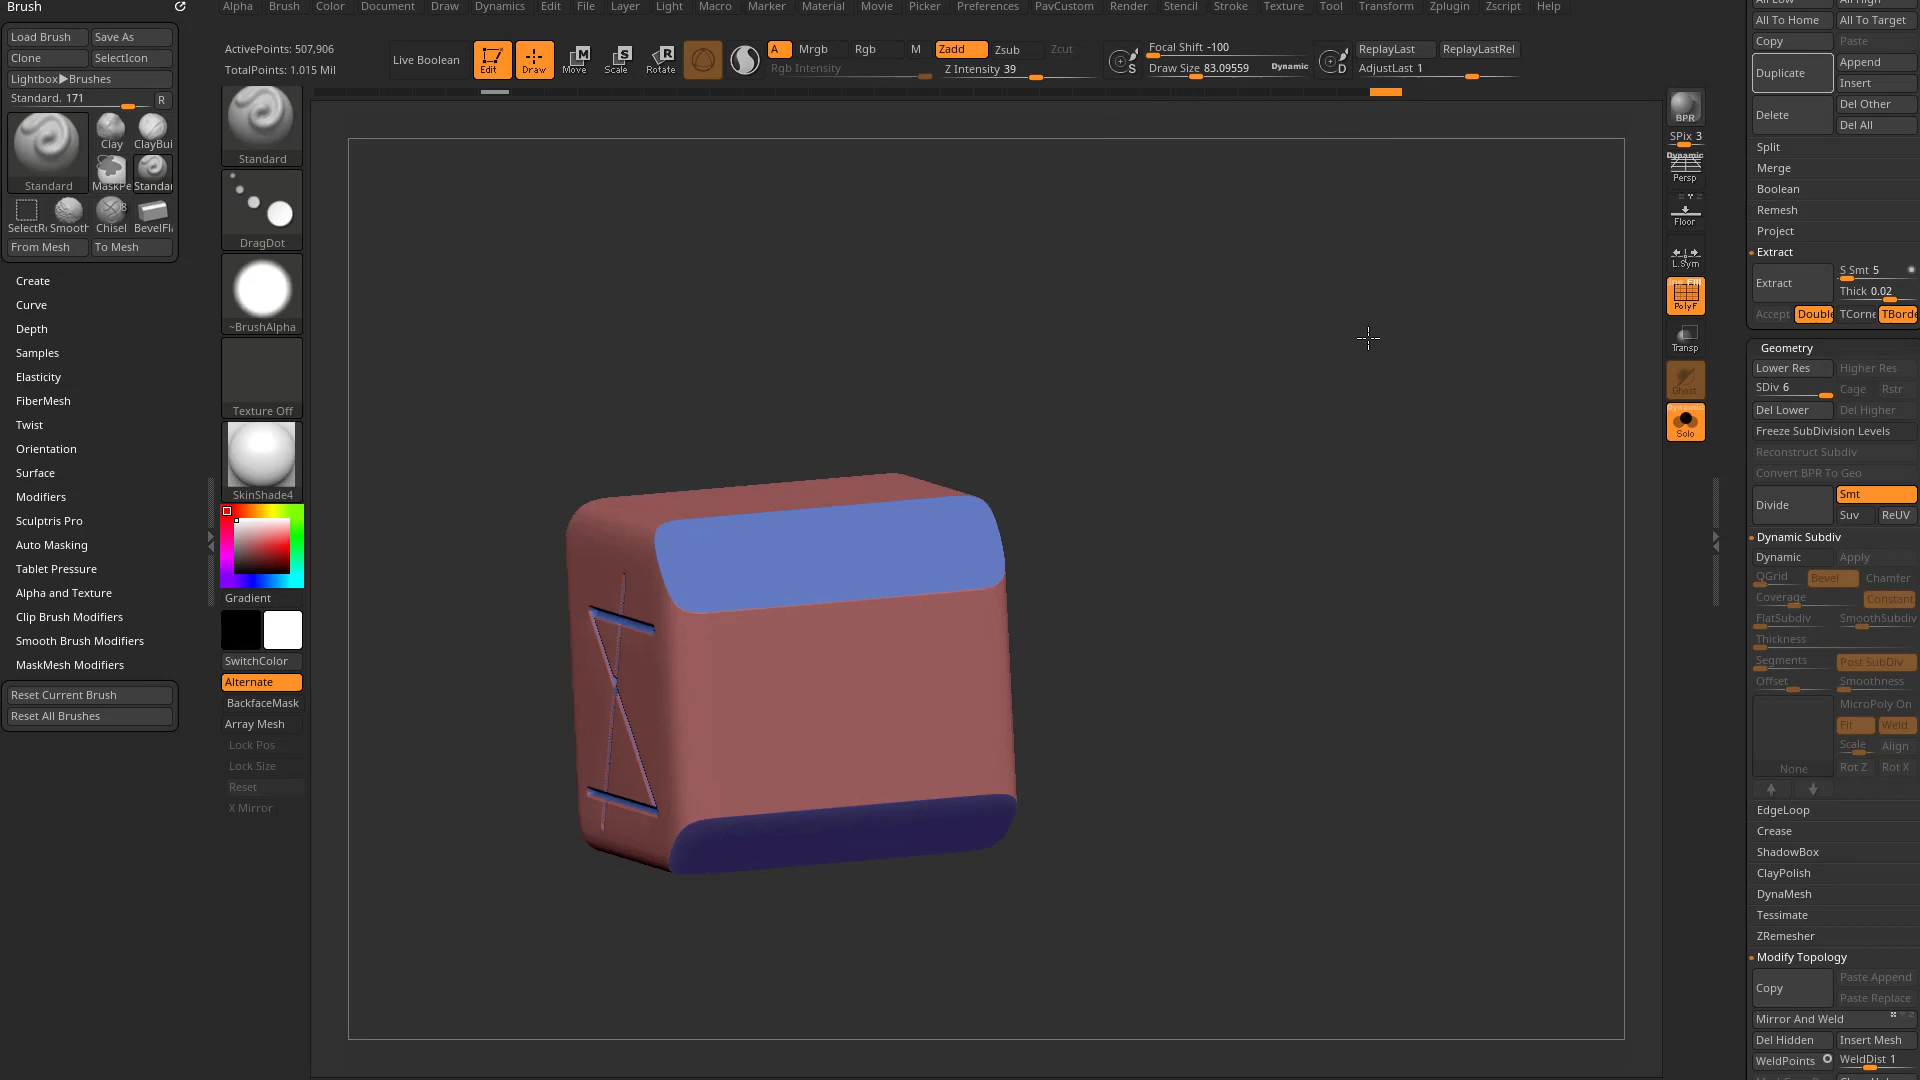 Brush
Alpha Brush Color Document Draw Dynamics Edit File Layer Light Macro Marker Material Movie Picker Preferences PavCustom Render Stencil Stroke Texture Tool Transform Zplugin Zscript Help
Load Brush Save As
Clone SelectIcon
Lightbox▶Brushes
Standard. 171 R
Standard
Clay ClayBui
MaskPe Standar
SelectRe Smooth Chisel 8 BevelFla
From Mesh To Mesh
Create
Curve
Depth
Samples
Elasticity
FiberMesh
Twist
Orientation
Surface
Modifiers
Sculptris Pro
Auto Masking
Tablet Pressure
Alpha and Texture
Clip Brush Modifiers
Smooth Brush Modifiers
MaskMesh Modifiers
Reset Current Brush
Reset All Brushes
ActivePoints: 507,906
TotalPoints: 1.015 Mil
Live Boolean
Edit Draw Move Scale Rotate
A Mrgb Rgb M Zadd Zsub Zcut
Rgb Intensity Z Intensity 39
S
Focal Shift -100
Draw Size 83.09559 Dynamic
D
ReplayLast ReplayLastRel
AdjustLast 1
Standard
DragDot
~BrushAlpha
Texture Off
SkinShade4
Gradient
SwitchColor
Alternate
BackfaceMask
Array Mesh
Lock Pos
Lock Size
Reset
X Mirror
BPR
SPix 3
Dynamic
Persp
Floor
L.Sym
PolyF
Transp
Ghost
Dynamic
Solo
All Low All High
All To Home All To Target
Copy Paste
Duplicate Append
Insert
Delete Del Other
Del All
Split
Merge
Boolean
Remesh
Project
Extract
Extract S Smt 5
Thick 0.02
Accept Double TCorne TBorde
Geometry
Lower Res Higher Res
SDiv 6 Cage Rstr
Del Lower Del Higher
Freeze SubDivision Levels
Reconstruct Subdiv
Convert BPR To Geo
Divide Smt
Suv ReUV
Dynamic Subdiv
Dynamic Apply
QGrid Bevel Chamfer
Coverage Constant
FlatSubdiv SmoothSubdiv
Thickness
Segments Post SubDiv
Offset Smoothness
MicroPoly On
Fit Weld
Scale Align
None Rot Z Rot X
EdgeLoop
Crease
ShadowBox
ClayPolish
DynaMesh
Tessimate
ZRemesher
Modify Topology
Copy Paste Append
Paste Replace
Mirror And Weld
Del Hidden Insert Mesh
WeldPoints WeldDist 1